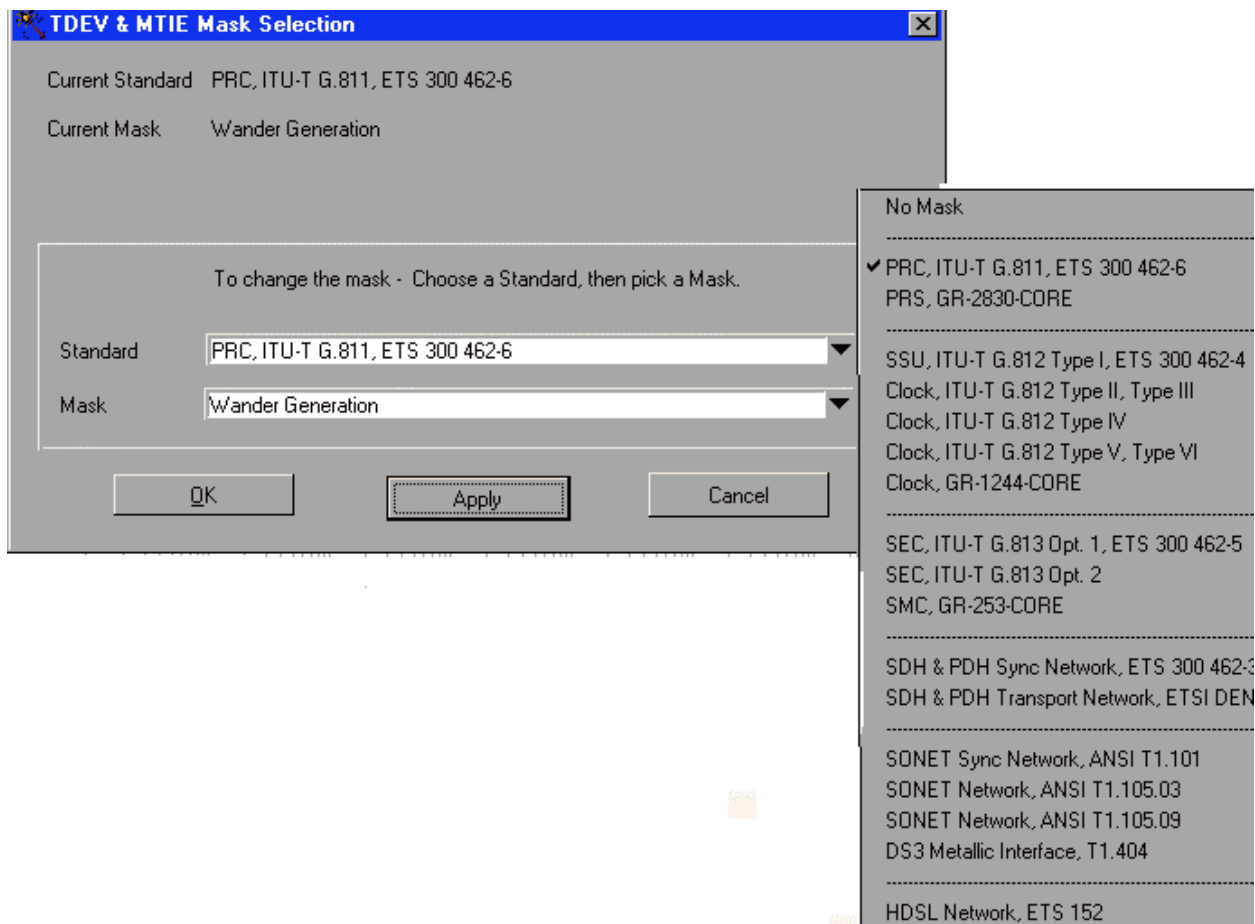 TDEV & MTIE Mask Selection
Current Standard PRC, ITU-T G.811, ETS 300 462-6
Current Mask Wander Generation
To change the mask - Choose a Standard, then pick a Mask.
Standard PRC, ITU-T G.811, ETS 300 462-6
Mask Wander Generation
OK Apply Cancel
No Mask
PRC, ITU-T G.811, ETS 300 462-6
PRS, GR-2830-CORE
SSU, ITU-T G.812 Type I, ETS 300 462-4
Clock, ITU-T G.812 Type II, Type III
Clock, ITU-T G.812 Type IV
Clock, ITU-T G.812 Type V, Type VI
Clock, GR-1244-CORE
SEC, ITU-T G.813 Opt. 1, ETS 300 462-5
SEC, ITU-T G.813 Opt. 2
SMC, GR-253-CORE
SDH & PDH Sync Network, ETS 300 462-3
SDH & PDH Transport Network, ETSI DEN
SONET Sync Network, ANSI T1.101
SONET Network, ANSI T1.105.03
SONET Network, ANSI T1.105.09
DS3 Metallic Interface, T1.404
HDSL Network, ETS 152